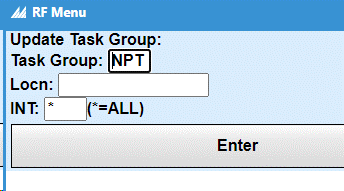 RF Menu
Update Task Group:
Task Group: NPT
Locn:
INT: * (*=ALL)
Enter